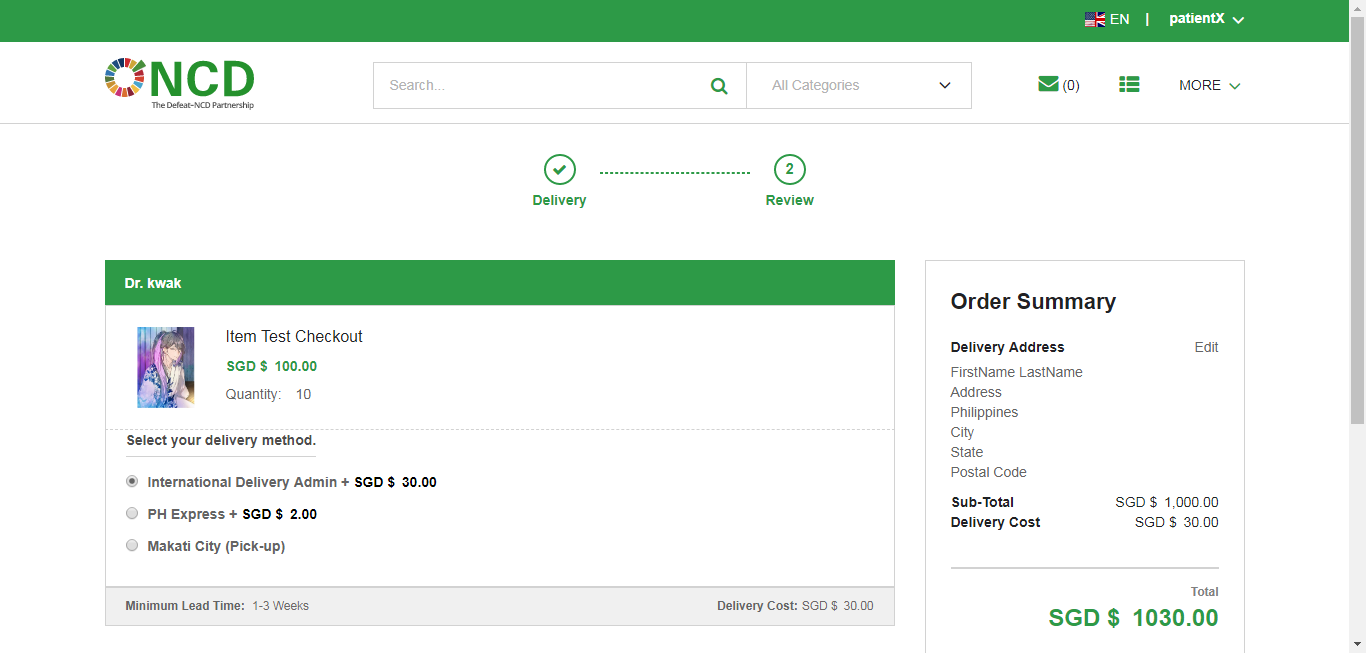 EN | patientX
NCD
The Defeat-NCD Partnership
Search...
All Categories
(0)
MORE
2
Delivery
Review
Dr. kwak
Item Test Checkout
SGD $ 100.00
Quantity: 10
Select your delivery method.
International Delivery Admin + SGD $ 30.00
PH Express + SGD $ 2.00
Makati City (Pick-up)
Minimum Lead Time: 1-3 Weeks
Delivery Cost: SGD $ 30.00
Order Summary
Delivery Address Edit
FirstName LastName
Address
Philippines
City
State
Postal Code
Sub-Total SGD $ 1,000.00
Delivery Cost SGD $ 30.00
Total
SGD $ 1030.00